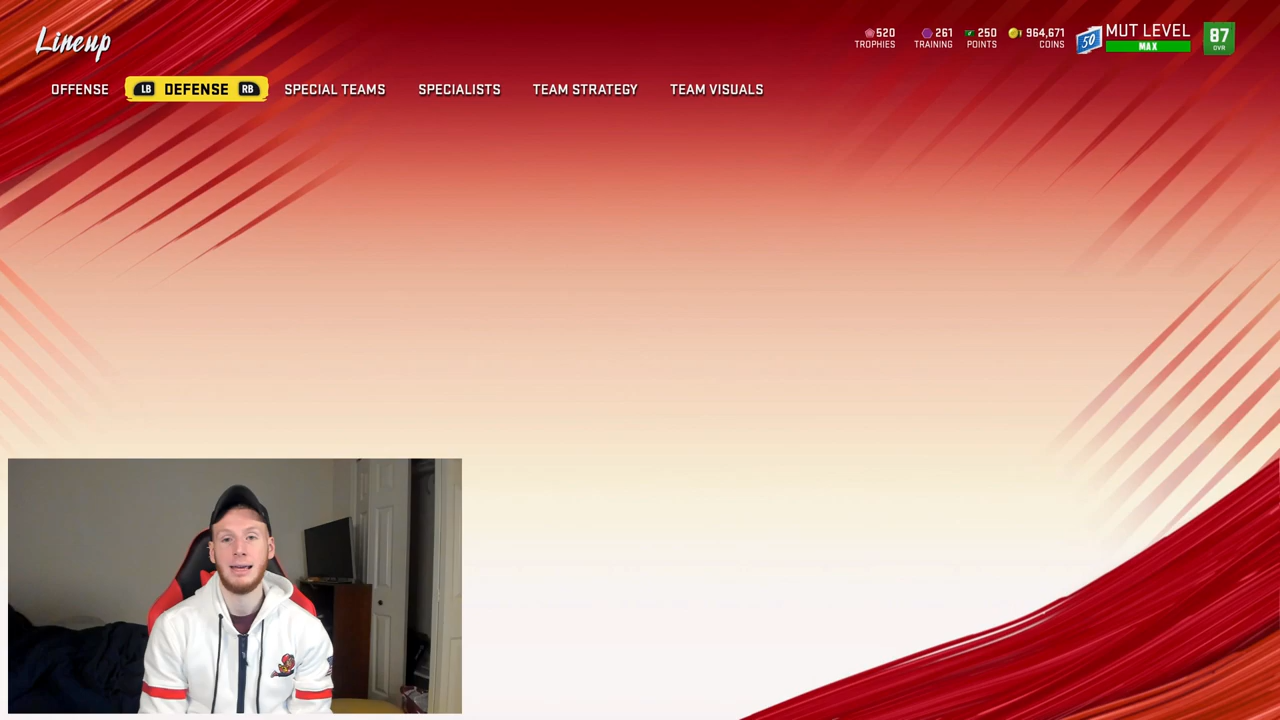 Lineup
520 TROPHIES
261 TRAINING
250 POINTS
964,671 COINS
50
MUT LEVEL
MAX
87 OVR
OFFENSE
LB DEFENSE RB
SPECIAL TEAMS
SPECIALISTS
TEAM STRATEGY
TEAM VISUALS